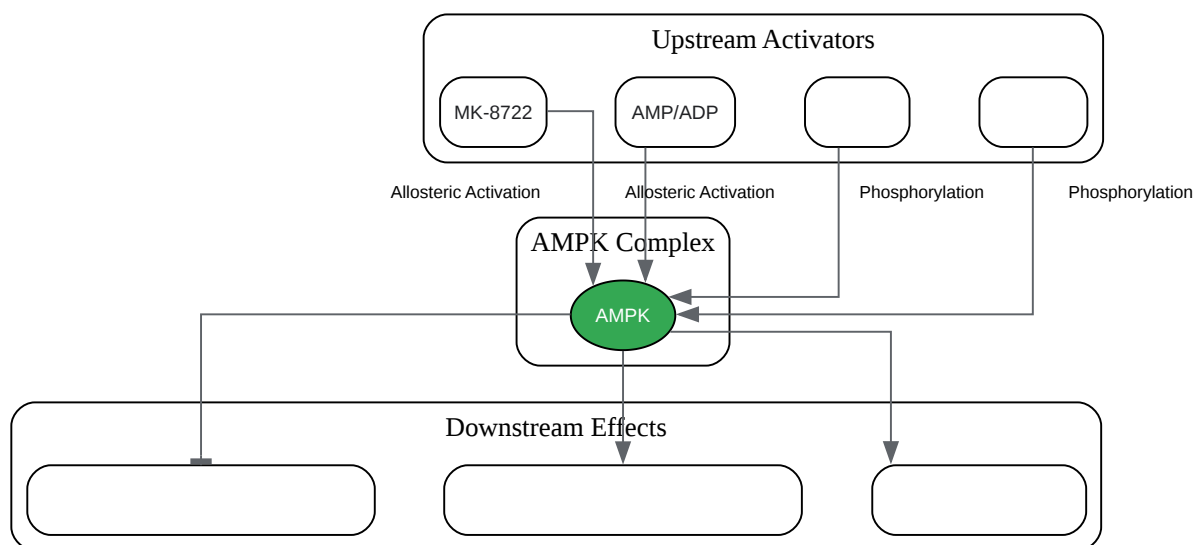 Upstream Activators
MK-8722
AMP/ADP
Allosteric Activation
Allosteric Activation
Phosphorylation
Phosphorylation
AMPK Complex
AMPK
Downstream Effects